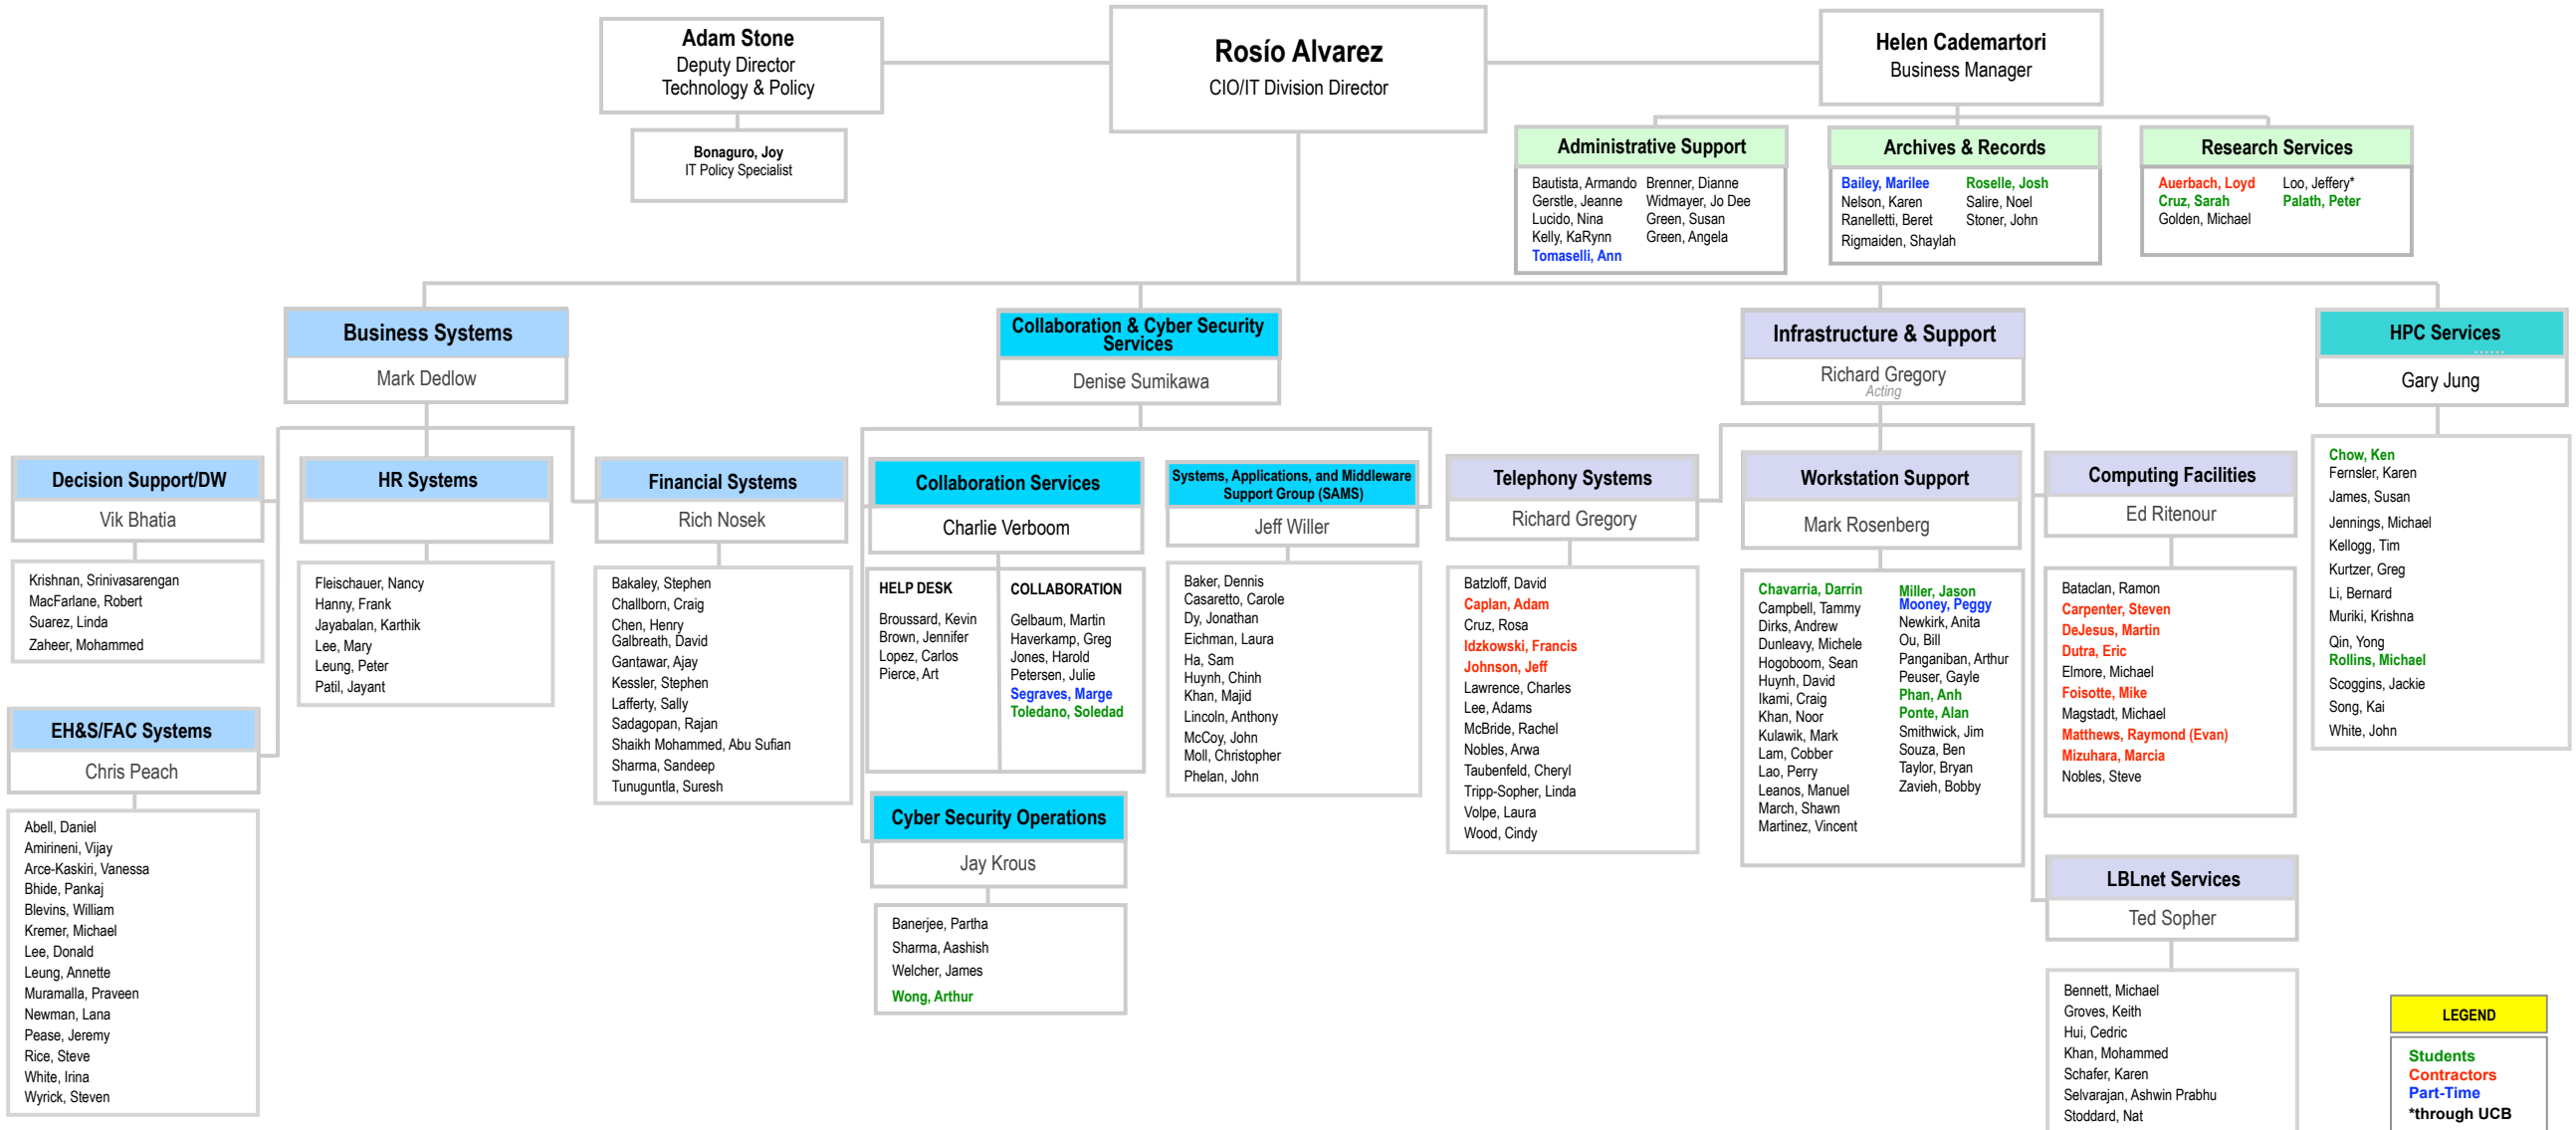 Adam Stone
Deputy Director
Technology & Policy
Bonaguro, Joy
IT Policy Specialist
Rosío Alvarez
CIO/IT Division Director
Helen Cademartori
Business Manager
Administrative Support
Bautista, Armando
Gerstle, Jeanne
Lucido, Nina
Kelly, KaRynn
Tomaselli, Ann
Brenner, Dianne
Widmayer, Jo Dee
Green, Susan
Green, Angela
Archives & Records
Bailey, Marilee
Nelson, Karen
Ranelletti, Beret
Rigmaiden, Shaylah
Roselle, Josh
Salire, Noel
Stoner, John
Research Services
Auerbach, Loyd
Cruz, Sarah
Golden, Michael
Loo, Jeffery*
Palath, Peter
Business Systems
Mark Dedlow
Decision Support/DW
Vik Bhatia
Krishnan, Srinivasarengan
MacFarlane, Robert
Suarez, Linda
Zaheer, Mohammed
EH&S/FAC Systems
Chris Peach
Abell, Daniel
Amirineni, Vijay
Arce-Kaskiri, Vanessa
Bhide, Pankaj
Blevins, William
Kremer, Michael
Lee, Donald
Leung, Annette
Muramalla, Praveen
Newman, Lana
Pease, Jeremy
Rice, Steve
White, Irina
Wyrick, Steven
HR Systems
Fleischauer, Nancy
Hanny, Frank
Jayabalan, Karthik
Lee, Mary
Leung, Peter
Patil, Jayant
Financial Systems
Rich Nosek
Bakaley, Stephen
Challborn, Craig
Chen, Henry
Galbreath, David
Gantawar, Ajay
Kessler, Stephen
Lafferty, Sally
Sadagopan, Rajan
Shaikh Mohammed, Abu Sufian
Sharma, Sandeep
Tunuguntla, Suresh
Collaboration & Cyber Security
Services
Denise Sumikawa
Collaboration Services
Charlie Verboom
HELP DESK
Broussard, Kevin
Brown, Jennifer
Lopez, Carlos
Pierce, Art
COLLABORATION
Gelbaum, Martin
Haverkamp, Greg
Jones, Harold
Petersen, Julie
Segraves, Marge
Toledano, Soledad
Cyber Security Operations
Jay Krous
Banerjee, Partha
Sharma, Aashish
Welcher, James
Wong, Arthur
Systems, Applications, and Middleware
Support Group (SAMS)
Jeff Willer
Baker, Dennis
Casaretto, Carole
Dy, Jonathan
Eichman, Laura
Ha, Sam
Huynh, Chinh
Khan, Majid
Lincoln, Anthony
McCoy, John
Moll, Christopher
Phelan, John
Infrastructure & Support
Richard Gregory
Acting
Telephony Systems
Richard Gregory
Batzloff, David
Caplan, Adam
Cruz, Rosa
Idzkowski, Francis
Johnson, Jeff
Lawrence, Charles
Lee, Adams
McBride, Rachel
Nobles, Arwa
Taubenfeld, Cheryl
Tripp-Sopher, Linda
Volpe, Laura
Wood, Cindy
Workstation Support
Mark Rosenberg
Chavarria, Darrin
Campbell, Tammy
Dirks, Andrew
Dunleavy, Michele
Hogoboom, Sean
Huynh, David
Ikami, Craig
Khan, Noor
Kulawik, Mark
Lam, Cobber
Lao, Perry
Leanos, Manuel
March, Shawn
Martinez, Vincent
Miller, Jason
Mooney, Peggy
Newkirk, Anita
Ou, Bill
Panganiban, Arthur
Peuser, Gayle
Phan, Anh
Ponte, Alan
Smithwick, Jim
Souza, Ben
Taylor, Bryan
Zavieh, Bobby
Computing Facilities
Ed Ritenour
Bataclan, Ramon
Carpenter, Steven
DeJesus, Martin
Dutra, Eric
Elmore, Michael
Foisotte, Mike
Magstadt, Michael
Matthews, Raymond (Evan)
Mizuhara, Marcia
Nobles, Steve
LBLnet Services
Ted Sopher
Bennett, Michael
Groves, Keith
Hui, Cedric
Khan, Mohammed
Schafer, Karen
Selvarajan, Ashwin Prabhu
Stoddard, Nat
HPC Services
......
Gary Jung
Chow, Ken
Fernsler, Karen
James, Susan
Jennings, Michael
Kellogg, Tim
Kurtzer, Greg
Li, Bernard
Muriki, Krishna
Qin, Yong
Rollins, Michael
Scoggins, Jackie
Song, Kai
White, John
LEGEND
Students
Contractors
Part-Time
*through UCB